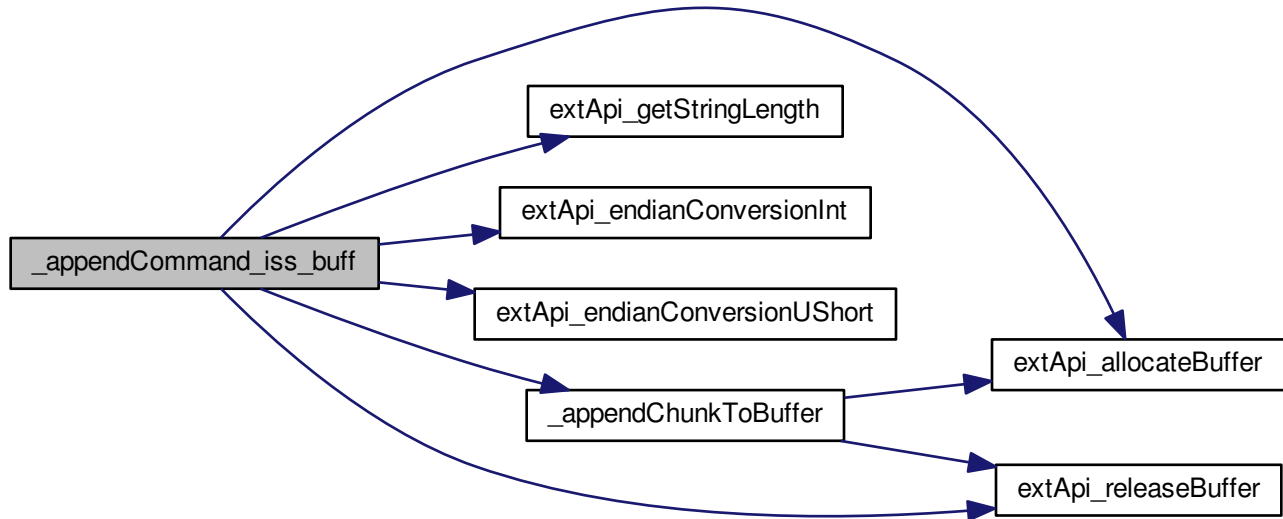 extApi_getStringLength
extApi_endianConversionInt
_appendCommand_iss_buff
extApi_endianConversionUShort
extApi_allocateBuffer
_appendChunkToBuffer
extApi_releaseBuffer